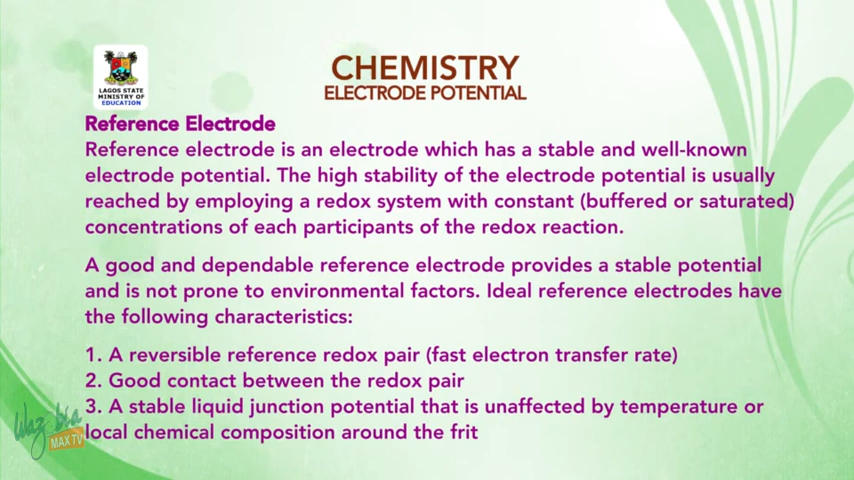 LAGOS STATE
MINISTRY OF
EDUCATION
CHEMISTRY
ELECTRODE POTENTIAL
Reference Electrode
Reference electrode is an electrode which has a stable and well-known
electrode potential. The high stability of the electrode potential is usually
reached by employing a redox system with constant (buffered or saturated)
concentrations of each participants of the redox reaction.
A good and dependable reference electrode provides a stable potential
and is not prone to environmental factors. Ideal reference electrodes have
the following characteristics:
1. A reversible reference redox pair (fast electron transfer rate)
2. Good contact between the redox pair
3. A stable liquid junction potential that is unaffected by temperature or
local chemical composition around the frit
Wazobia
MAX TV